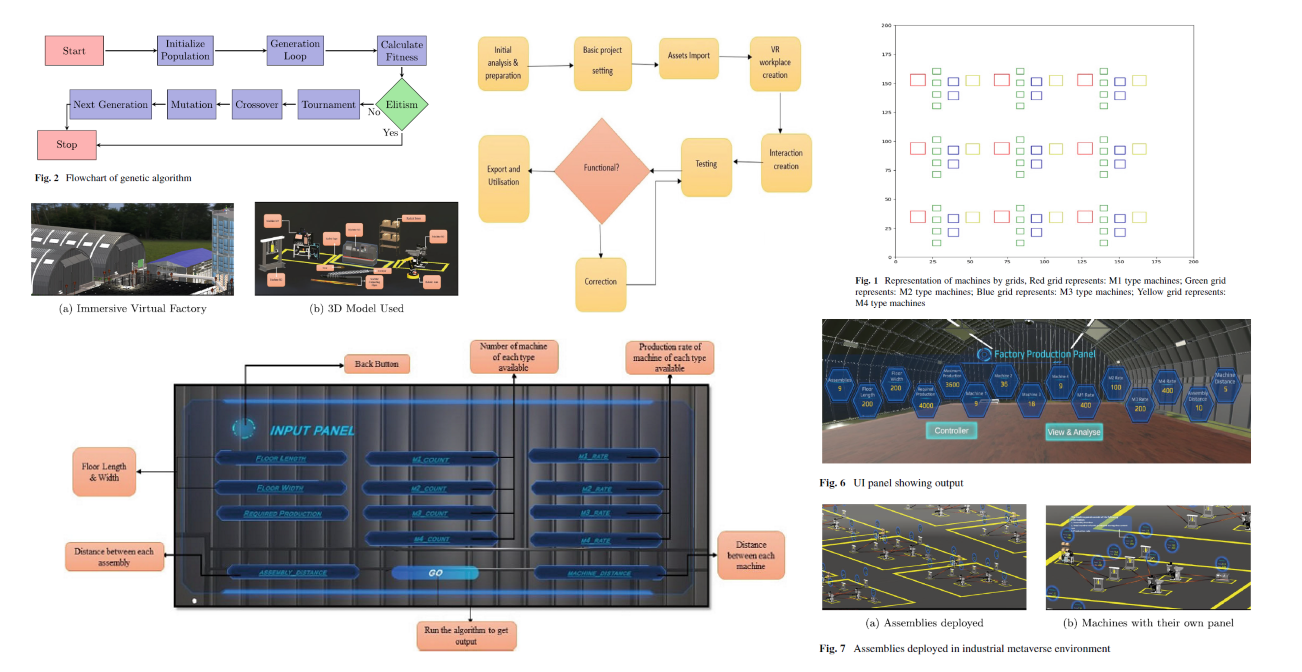 Start
Initialize
Population
Generation
Loop
Calculate
Fitness
Next Generation
Mutation
Crossover
Tournament
Elitism
No
Yes
Stop
Fig. 2 Flowchart of genetic algorithm
(a) Immersive Virtual Factory
(b) 3D Model Used
Initial
analysis &
preparation
Basic project
setting
Assets Import
VR
workplace
creation
Export and
Utilisation
Functional?
Testing
Interaction
creation
Correction
200
175
150
125
100
75
50
25
0
0
25
50
75
100
125
150
175
200
Fig. 1 Representation of machines by grids, Red grid represents: M1 type machines; Green grid
represents: M2 type machines; Blue grid represents: M3 type machines; Yellow grid represents:
M4 type machines
Back Button
Number of machine
of each type
available
Production rate of
machine of each type
available
Floor Length
& Width
Distance between each
assembly
INPUT PANEL
FLOOR LENGTH
FLOOR WIDTH
REQUIRED PRODUCTION
M1_COUNT
M2_COUNT
M3_COUNT
M4_COUNT
M1_RATE
M2_RATE
M3_RATE
M4_RATE
ASSEMBLY_DISTANCE
GO
MACHINE_DISTANCE
Distance
between each
machine
Run the algorithm to get
output
Factory Production Panel
Assemblies
Floor
Length
200
Floor
Width
200
Required
Production
4000
Maximum
Production
3600
Machine 1
Machine 2
36
Machine 3
18
Machine 4
9
M1 Rate
400
M2 Rate
100
M3 Rate
200
M4 Rate
400
Assembly
Distance
10
Machine
Distance
5
Controller
View & Analyse
Fig. 6 UI panel showing output
(a) Assemblies deployed
(b) Machines with their own panel
Fig. 7 Assemblies deployed in industrial metaverse environment